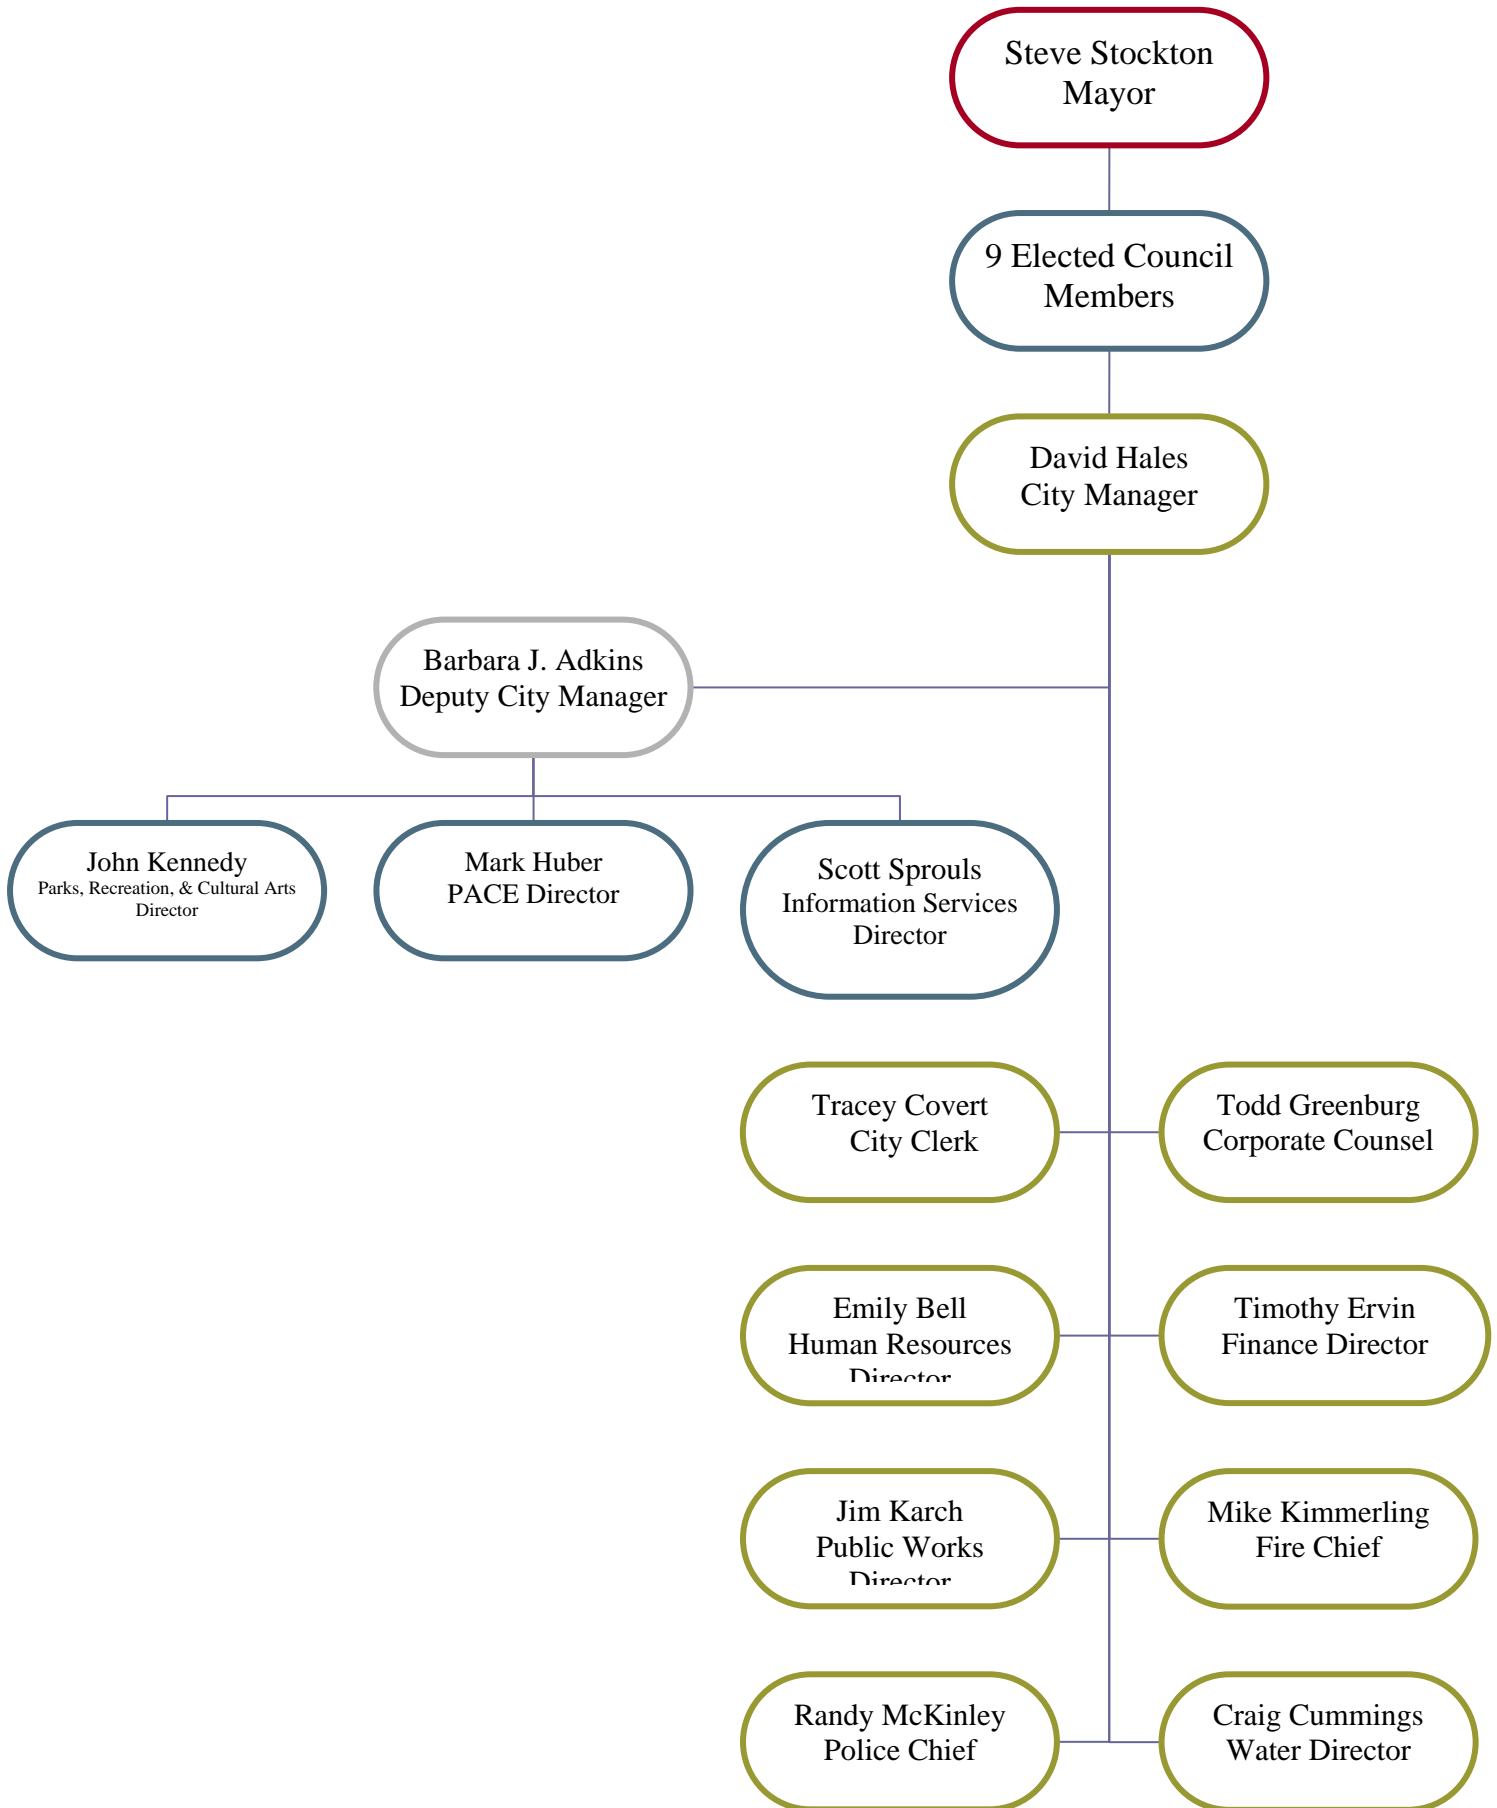 Steve Stockton
Mayor
9 Elected Council
Members
David Hales
City Manager
Barbara J. Adkins
Deputy City Manager
John Kennedy
Parks, Recreation, & Cultural Arts
Director
Mark Huber
PACE Director
Scott Sprouls
Information Services
Director
Tracey Covert
City Clerk
Todd Greenburg
Corporate Counsel
Emily Bell
Human Resources
Director
Timothy Ervin
Finance Director
Jim Karch
Public Works
Director
Mike Kimmerling
Fire Chief
Randy McKinley
Police Chief
Craig Cummings
Water Director